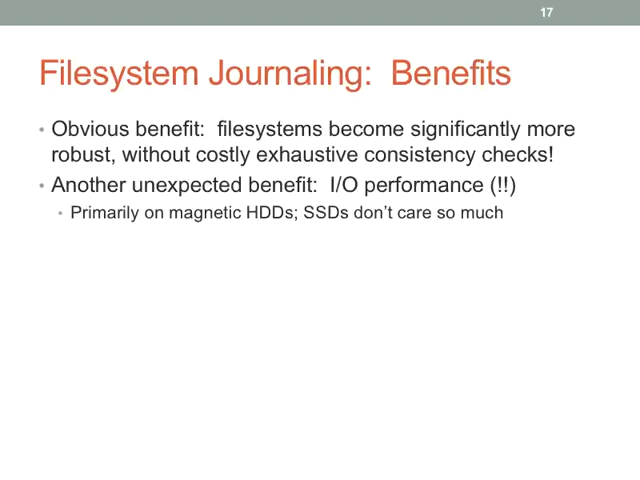 17
Filesystem Journaling:  Benefits
• Obvious benefit:  filesystems become significantly more
robust, without costly exhaustive consistency checks!
• Another unexpected benefit:  I/O performance (!!)
• Primarily on magnetic HDDs; SSDs don’t care so much